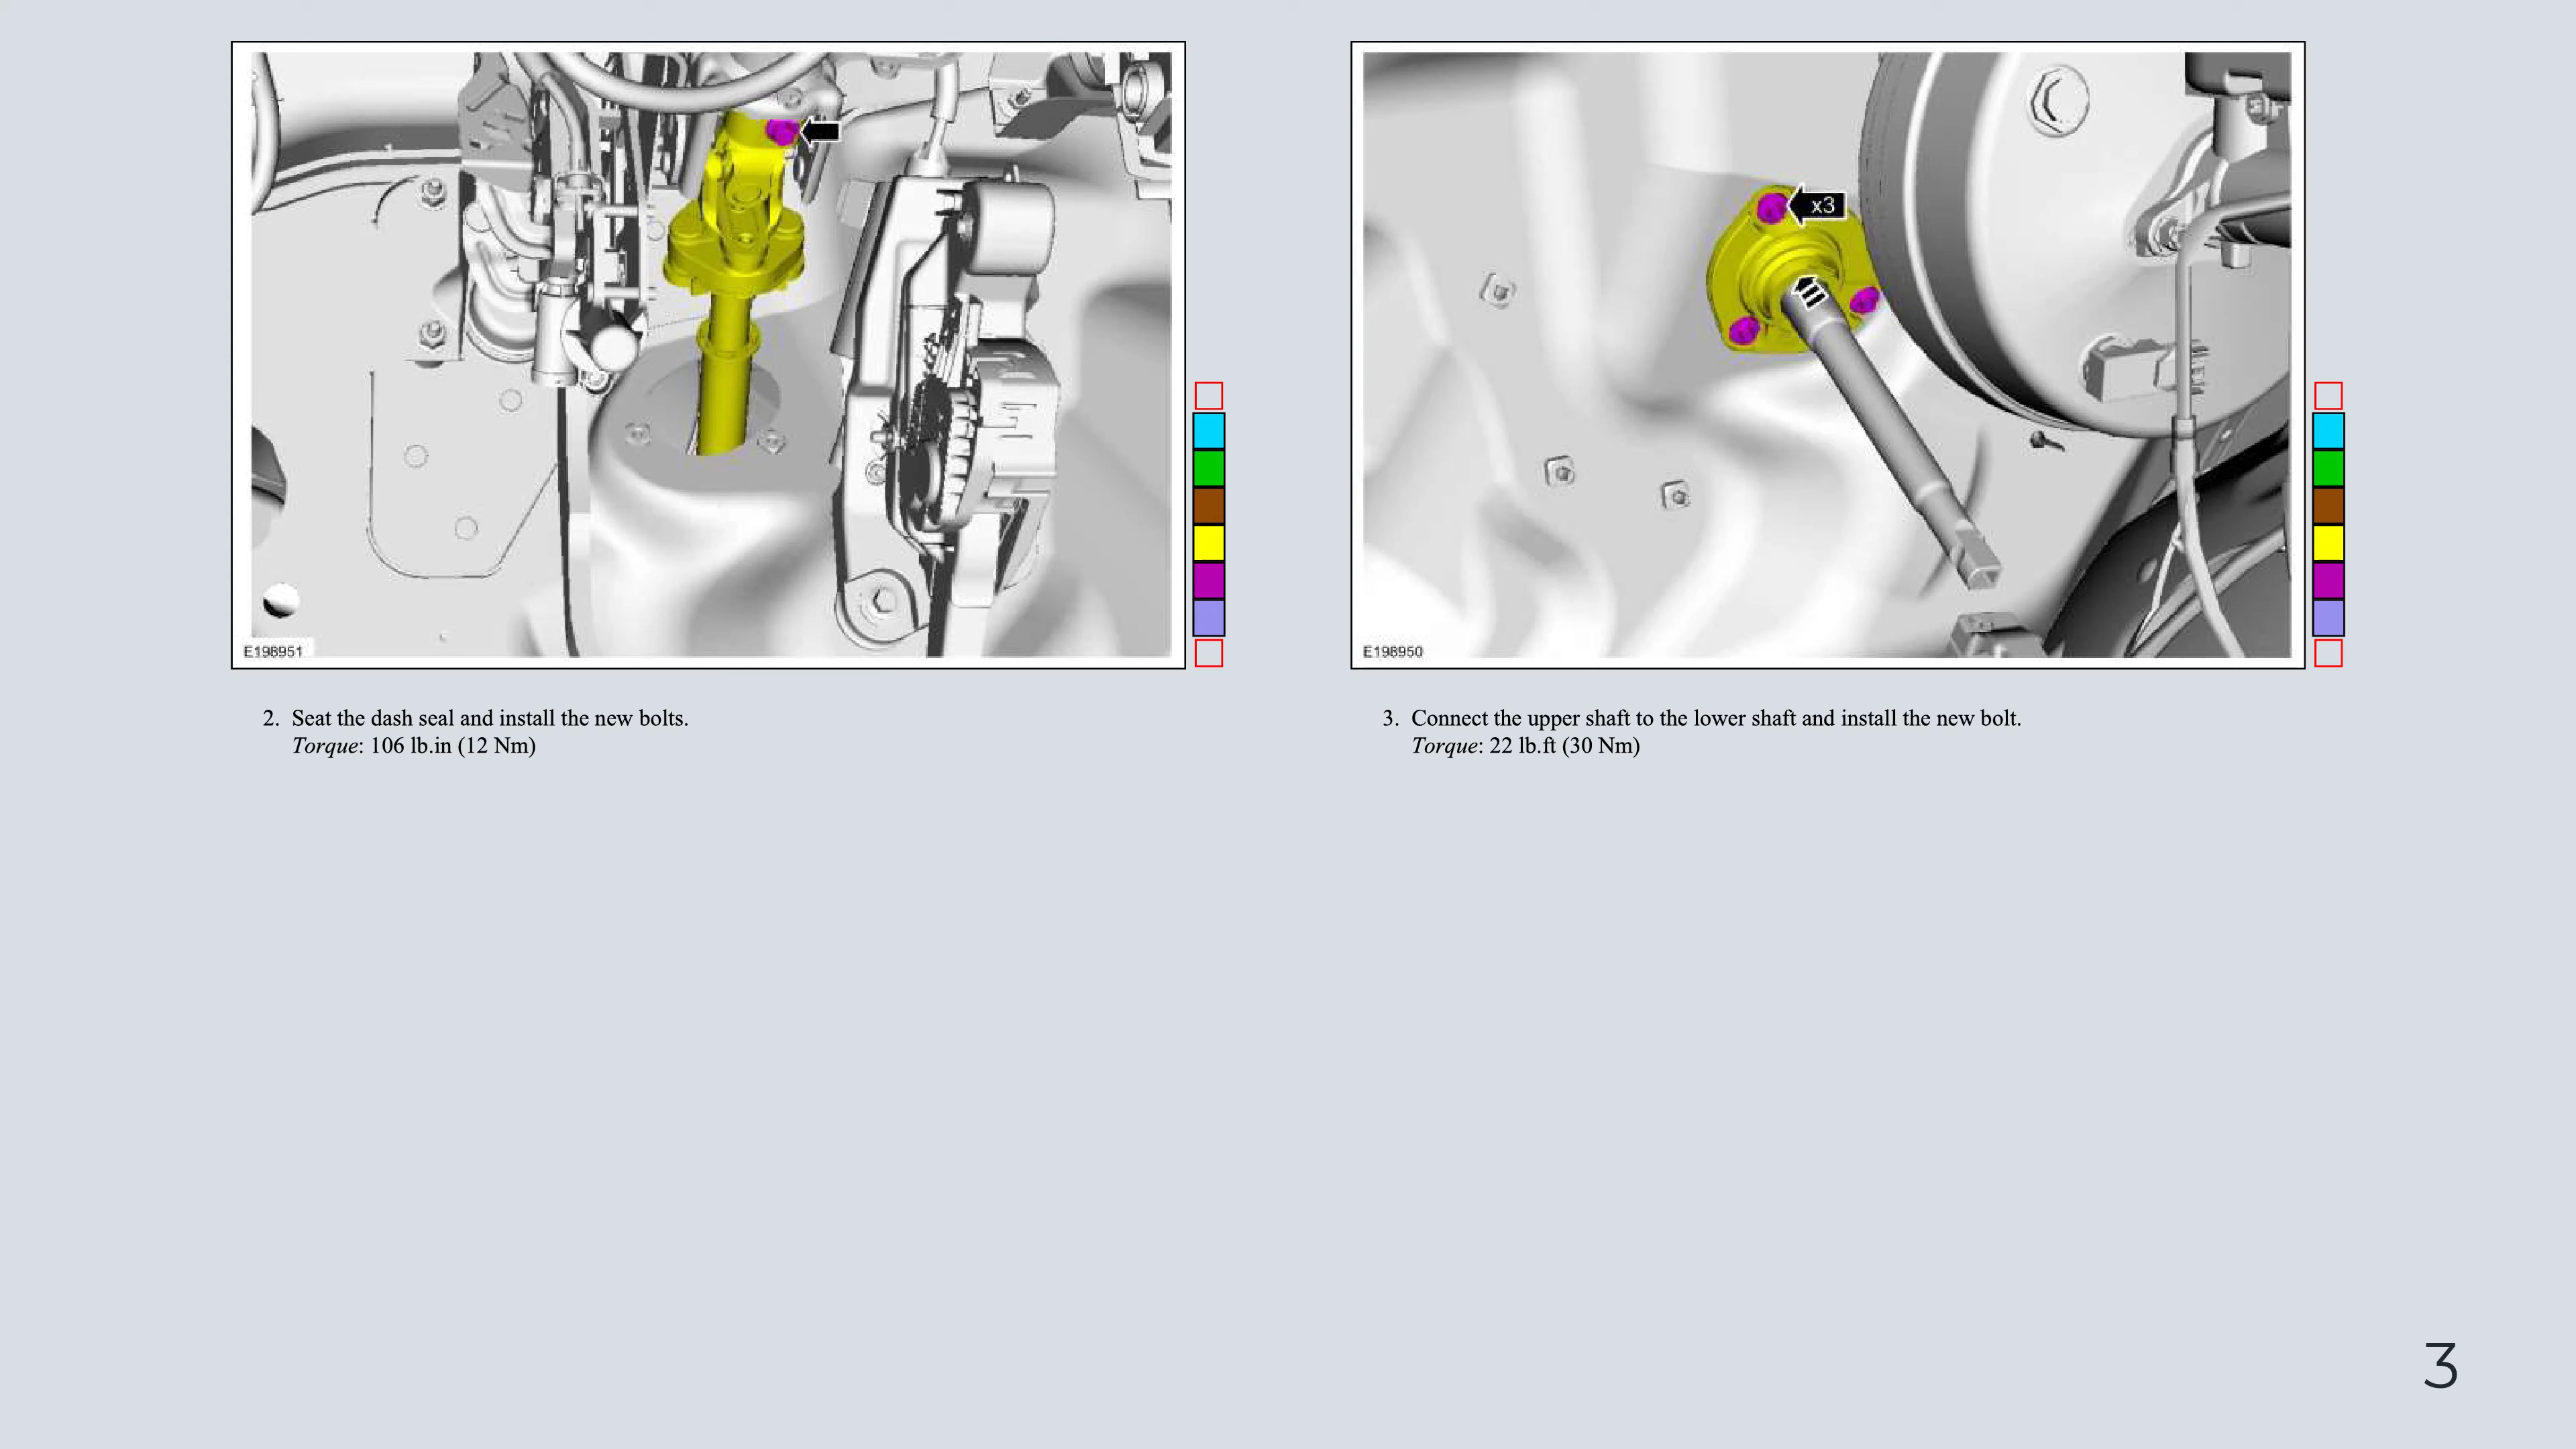 E198951
2. Seat the dash seal and install the new bolts.
Torque: 106 lb.in (12 Nm)
x3
E198950
3. Connect the upper shaft to the lower shaft and install the new bolt.
Torque: 22 lb.ft (30 Nm)
3